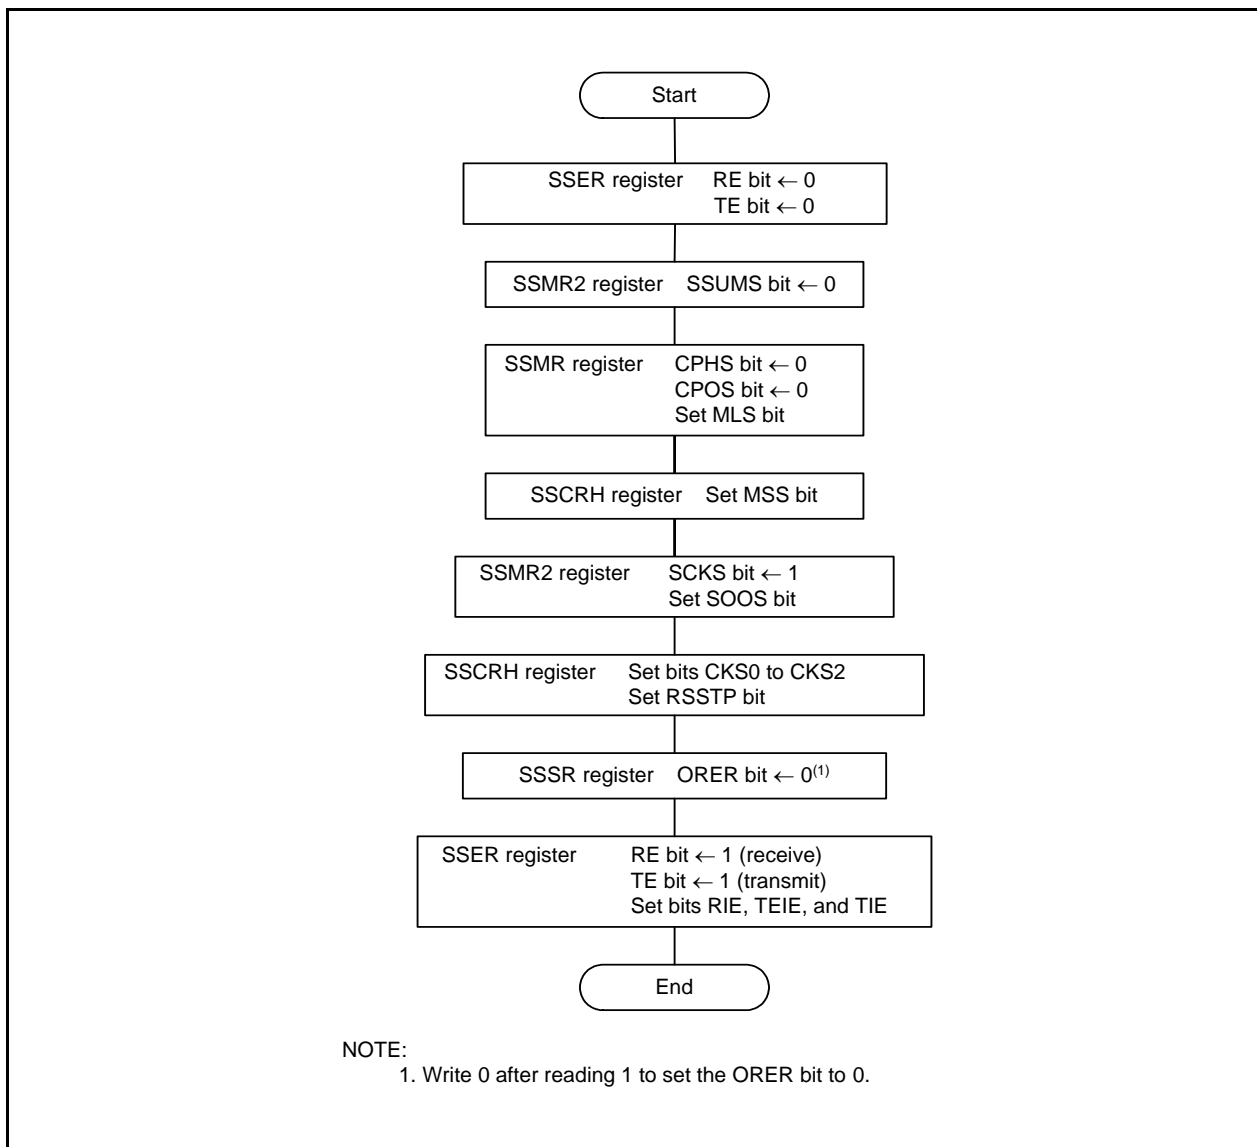 Start
SSER register RE bit ← 0
TE bit ← 0
SSMR2 register SSUMS bit ← 0
SSMR register CPHS bit ← 0
CPOS bit ← 0
Set MLS bit
SSCRH register Set MSS bit
SSMR2 register SCKS bit ← 1
Set SOOS bit
SSCRH register Set bits CKS0 to CKS2
Set RSSTP bit
SSSR register ORER bit ← 0(1)
SSER register RE bit ← 1 (receive)
TE bit ← 1 (transmit)
Set bits RIE, TEIE, and TIE
End
NOTE:
1. Write 0 after reading 1 to set the ORER bit to 0.